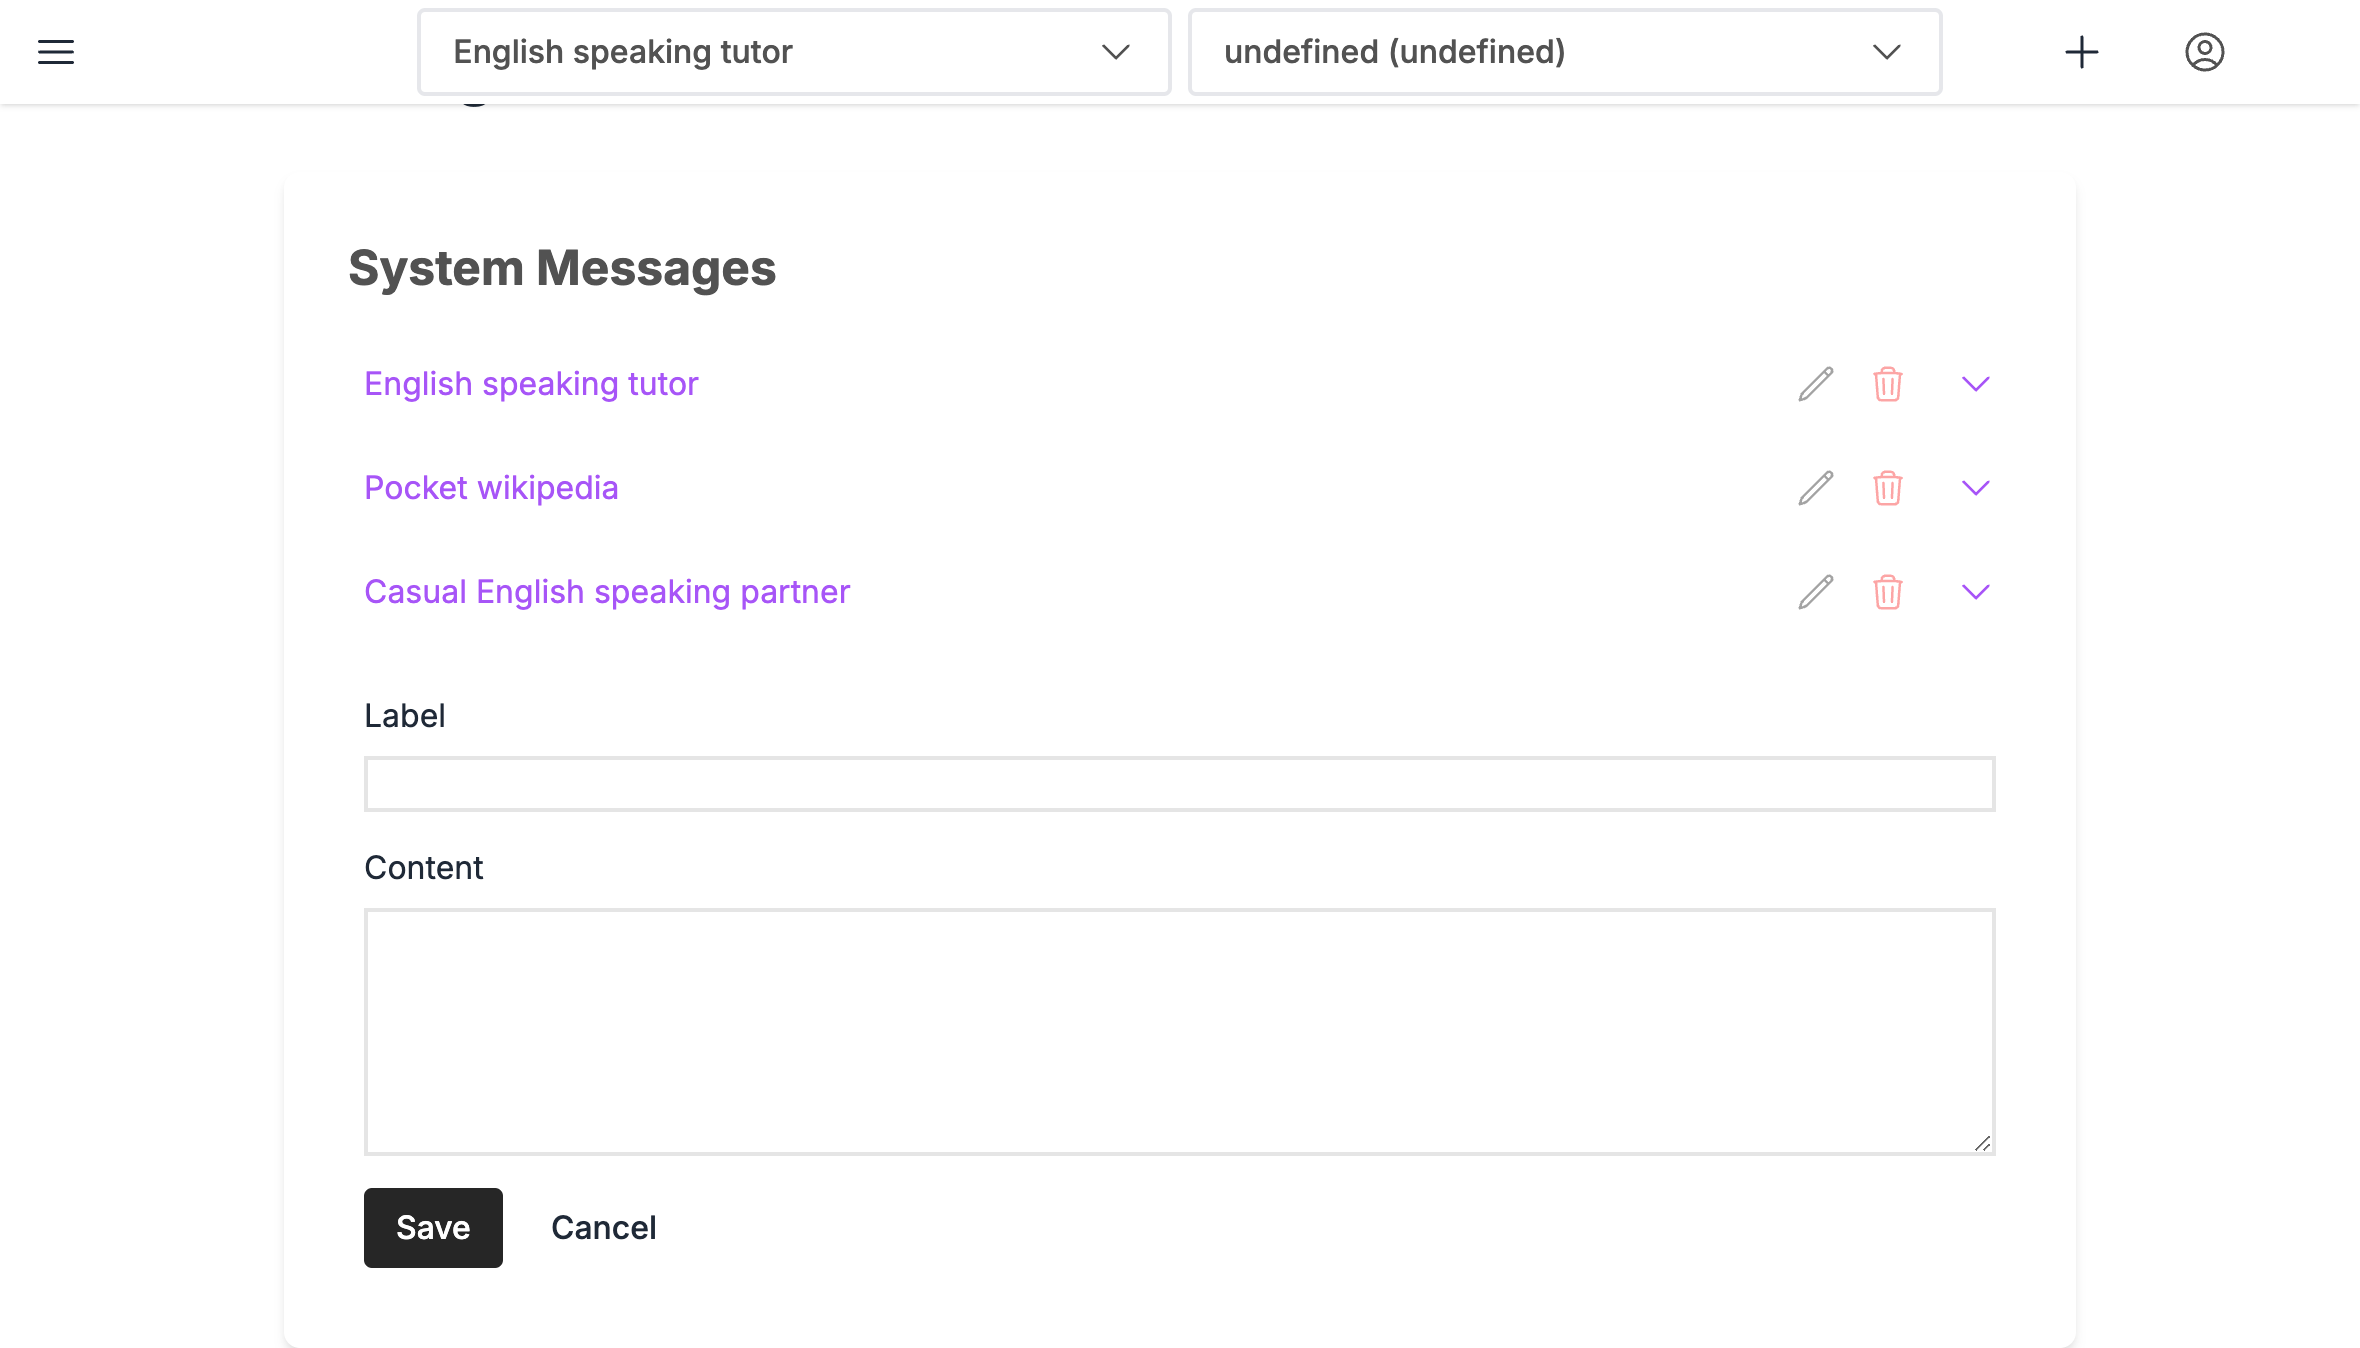 English speaking tutor
undefined (undefined)
System Messages
English speaking tutor
Pocket wikipedia
Casual English speaking partner
Label
Content
Save
Cancel